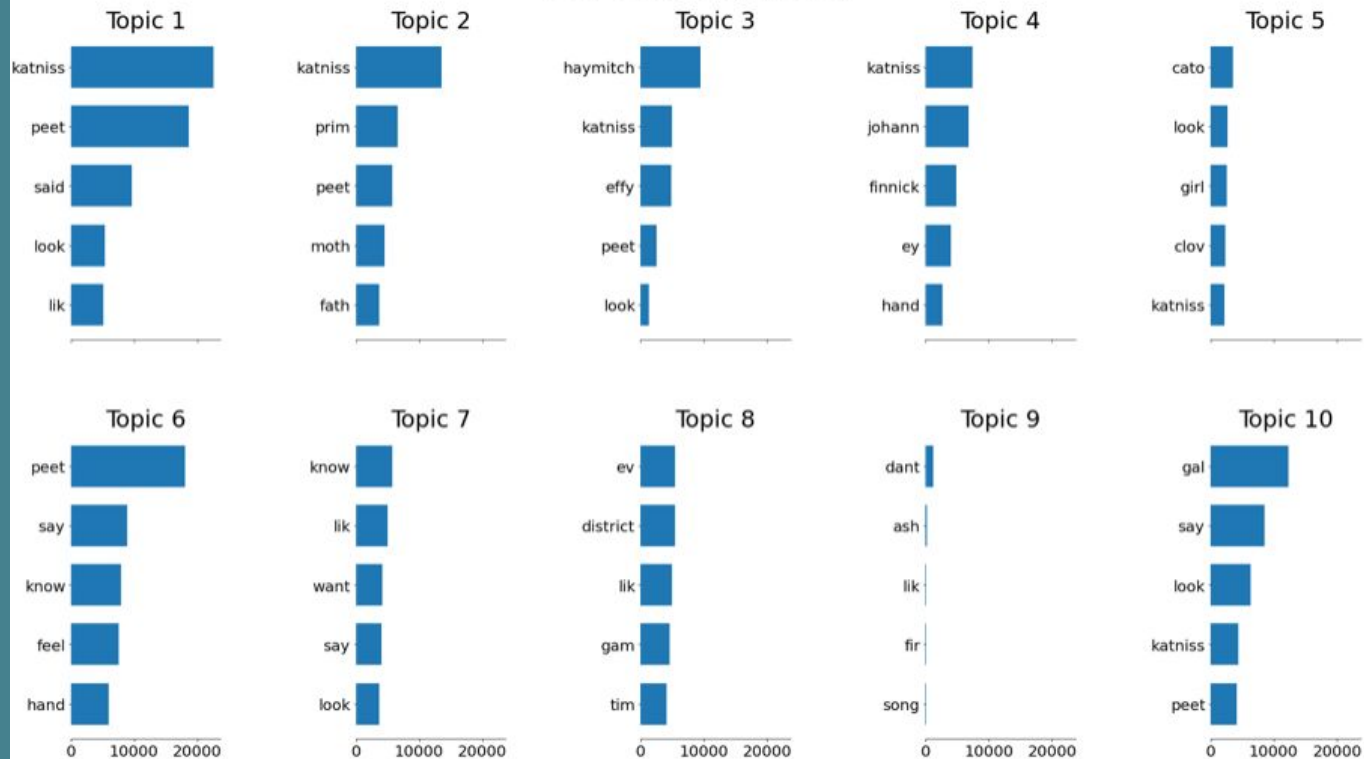 Topic 1
katniss
peet
said
look
lik
Topic 2
katniss
prim
peet
moth
fath
Topic 3
haymitch
katniss
effy
peet
look
Topic 4
katniss
johann
finnick
ey
hand
Topic 5
cato
look
girl
clov
katniss
Topic 6
peet
say
know
feel
hand
0 10000 20000
Topic 7
know
lik
want
say
look
0 10000 20000
Topic 8
ev
district
lik
gam
tim
0 10000 20000
Topic 9
dant
ash
lik
fir
song
0 10000 20000
Topic 10
gal
say
look
katniss
peet
0 10000 20000